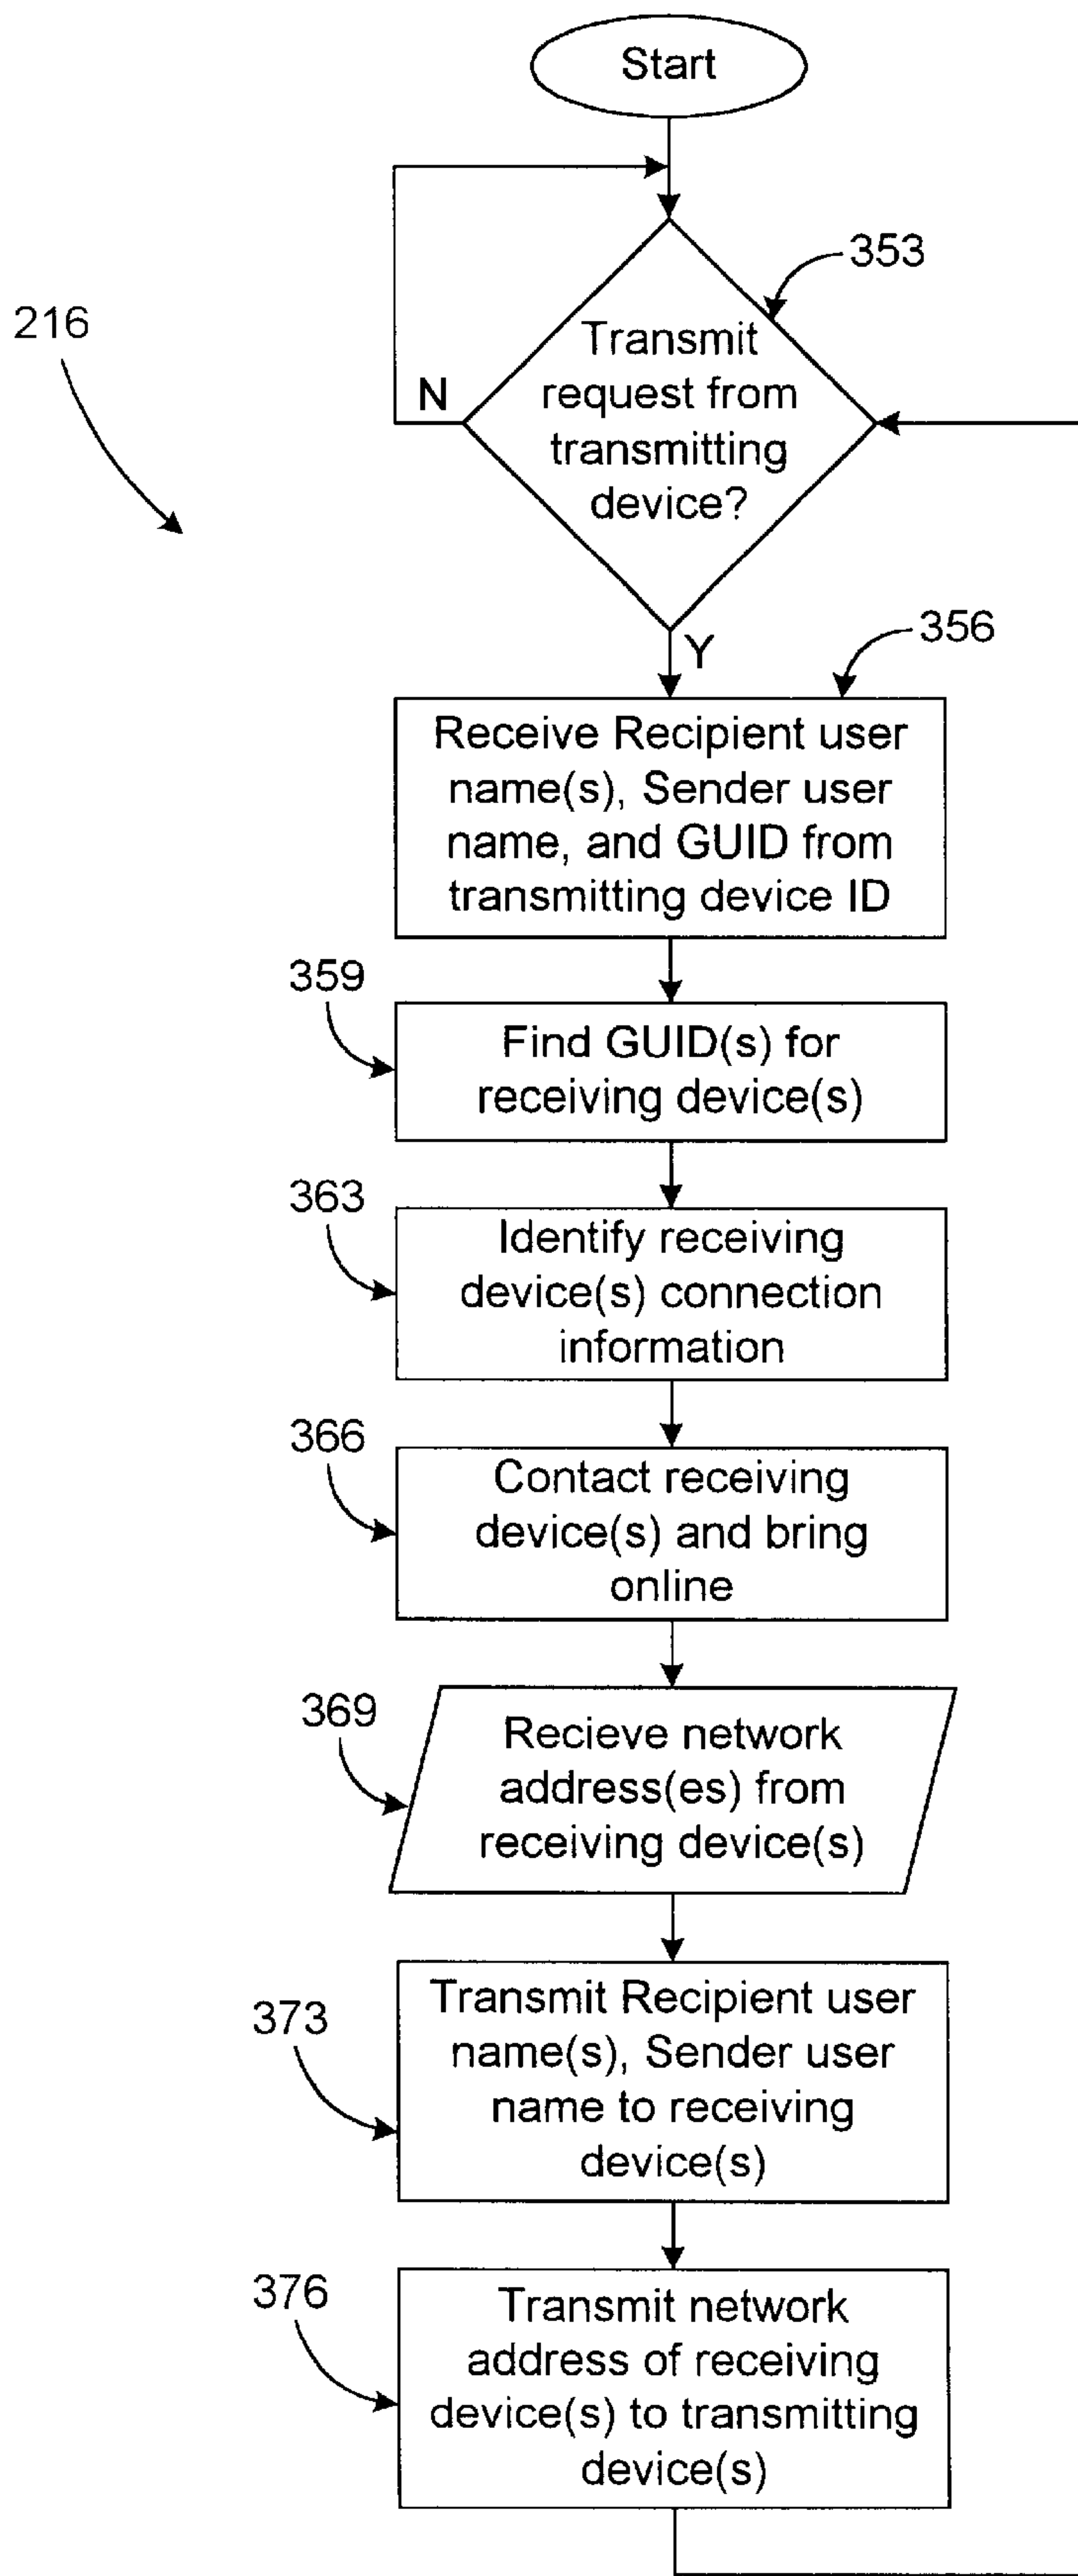 Start
353
216
Transmit
request from
transmitting
device?
N
Y
356
Receive Recipient user
name(s), Sender user
name, and GUID from
transmitting device ID
359
Find GUID(s) for
receiving device(s)
363
Identify receiving
device(s) connection
information
366
Contact receiving
device(s) and bring
online
369
Recieve network
address(es) from
receiving device(s)
373
Transmit Recipient user
name(s), Sender user
name to receiving
device(s)
376
Transmit network
address of receiving
device(s) to transmitting
device(s)